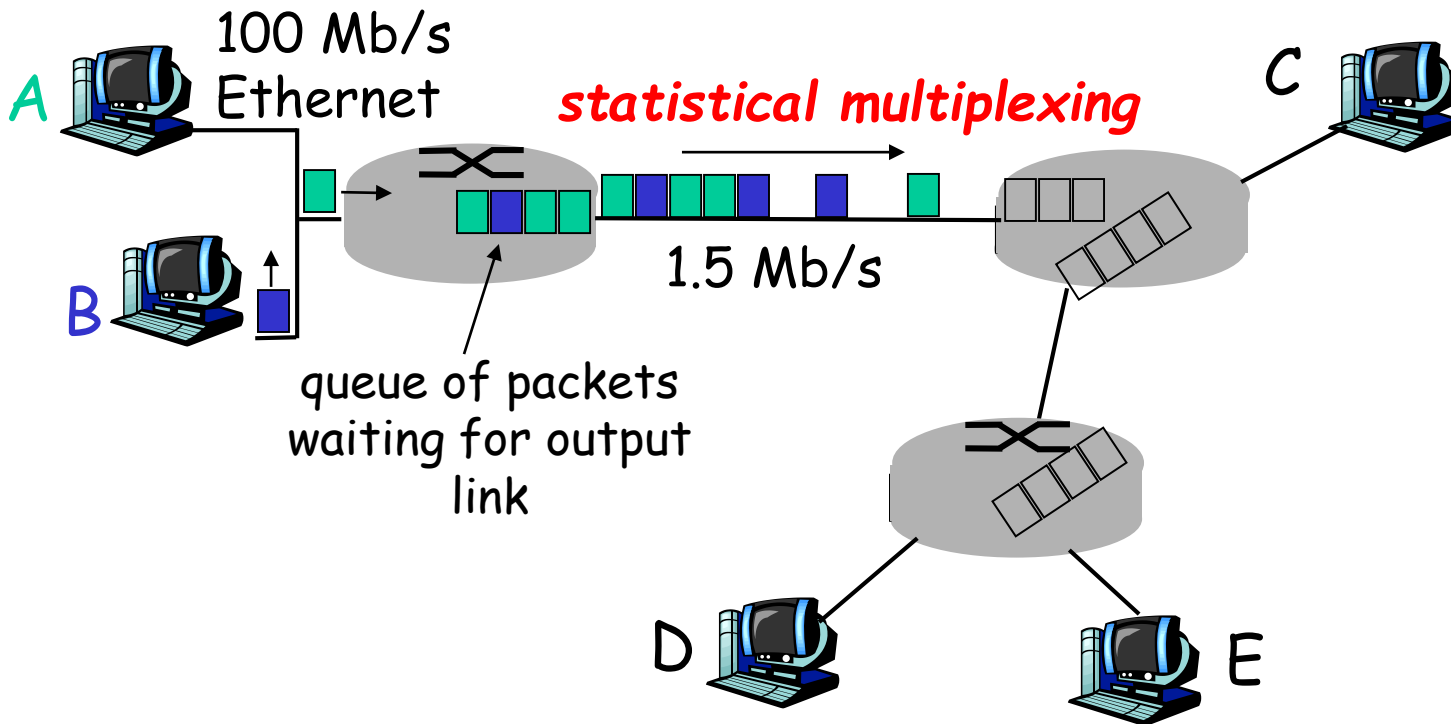 100 Mb/s
Ethernet
A
statistical multiplexing
C
B
1.5 Mb/s
queue of packets
waiting for output
link
D
E